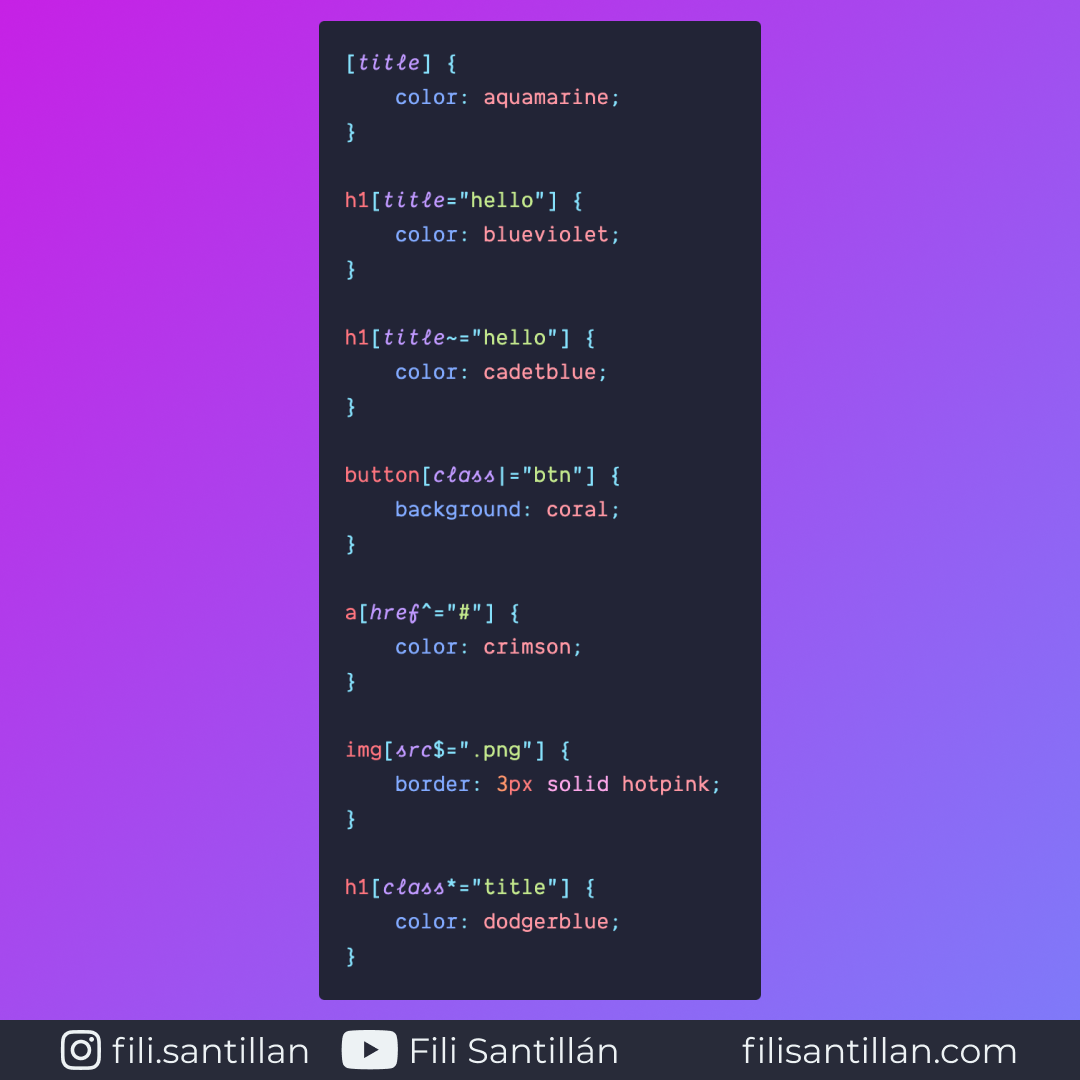 [title] {
    color: aquamarine;
}

h1[title="hello"] {
    color: blueviolet;
}

h1[title~="hello"] {
    color: cadetblue;
}

button[class|="btn"] {
    background: coral;
}

a[href^="#"] {
    color: crimson;
}

img[src$=".png"] {
    border: 3px solid hotpink;
}

h1[class*="title"] {
    color: dodgerblue;
}
fili.santillan Fili Santillán filisantillan.com